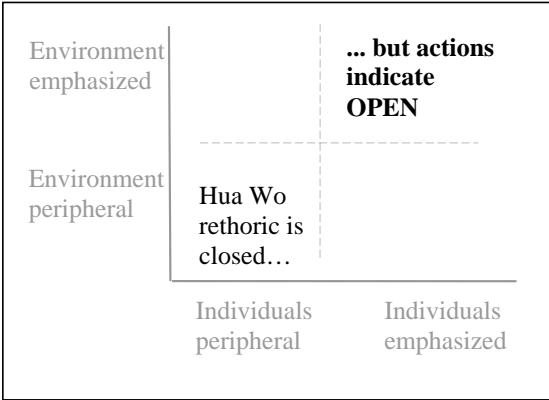 Environment
emphasized
... but actions
indicate
OPEN
Environment
peripheral
Hua Wo
rethoric is
closed…
Individuals
peripheral
Individuals
emphasized